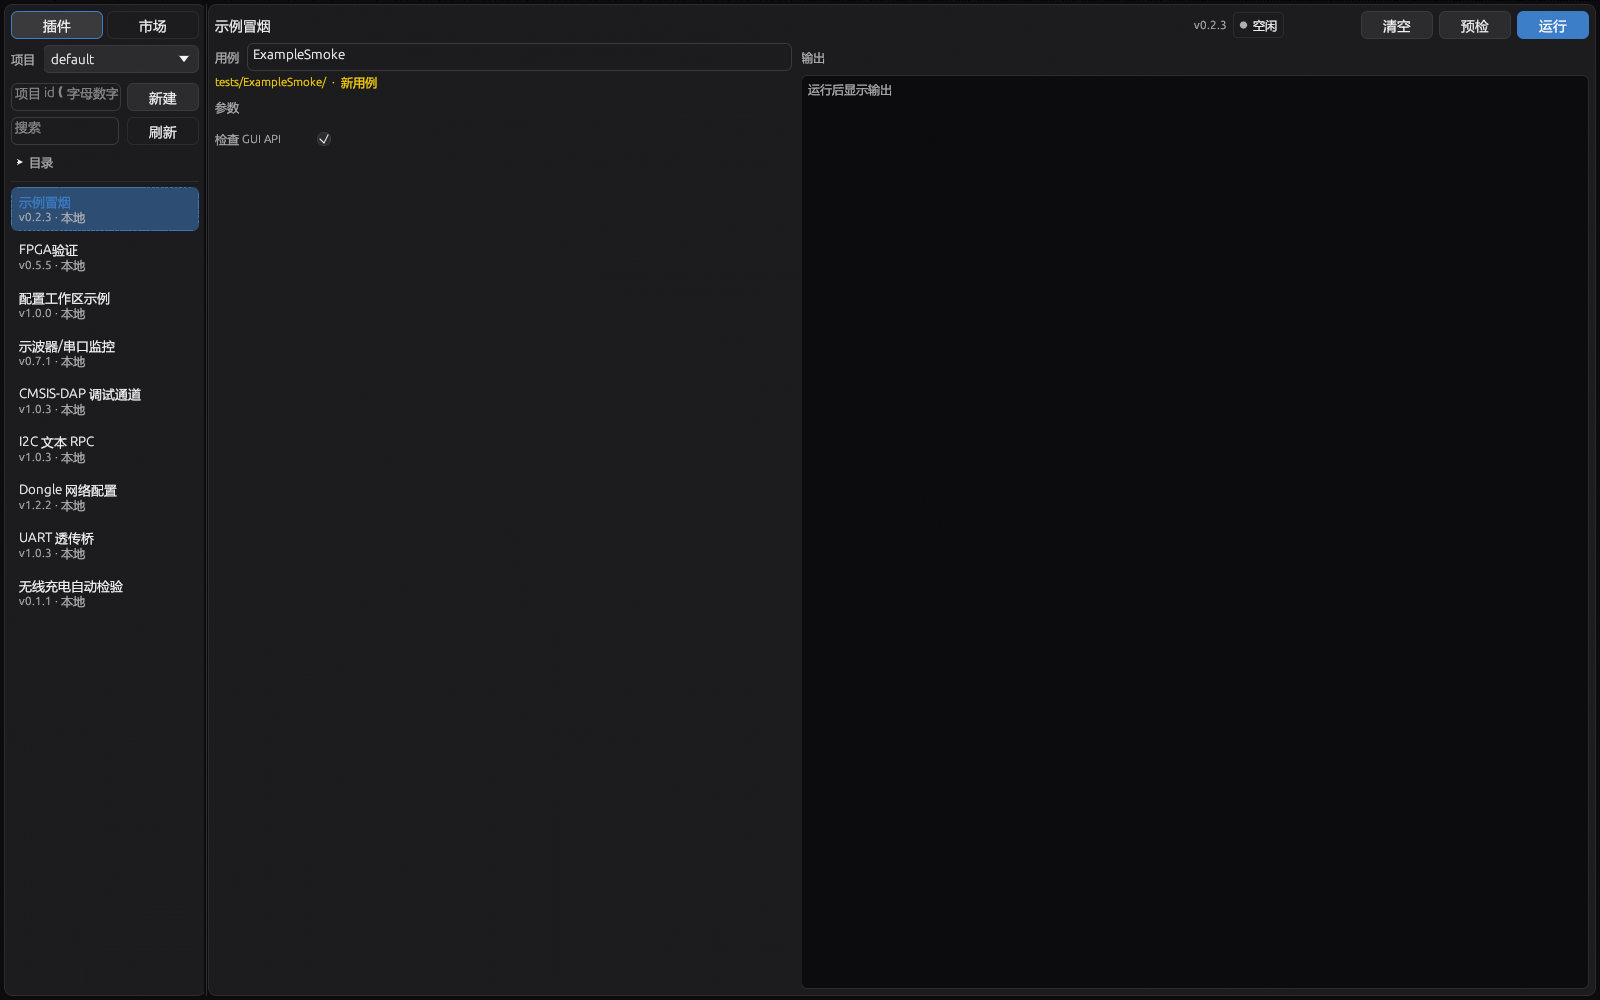 插件
市场
项目
default
项目 id ( 字母数字
新建
搜索
刷新
目录
示例冒烟
v0.2.3 · 本地
FPGA验证
v0.5.5 · 本地
配置工作区示例
v1.0.0 · 本地
示波器/串口监控
v0.7.1 · 本地
CMSIS-DAP 调试通道
v1.0.3 · 本地
I2C 文本 RPC
v1.0.3 · 本地
Dongle 网络配置
v1.2.2 · 本地
UART 透传桥
v1.0.3 · 本地
无线充电自动检验
v0.1.1 · 本地
示例冒烟
v0.2.3
空闲
清空
预检
运行
用例
ExampleSmoke
tests/ExampleSmoke/ · 新用例
参数
检查 GUI API
输出
运行后显示输出